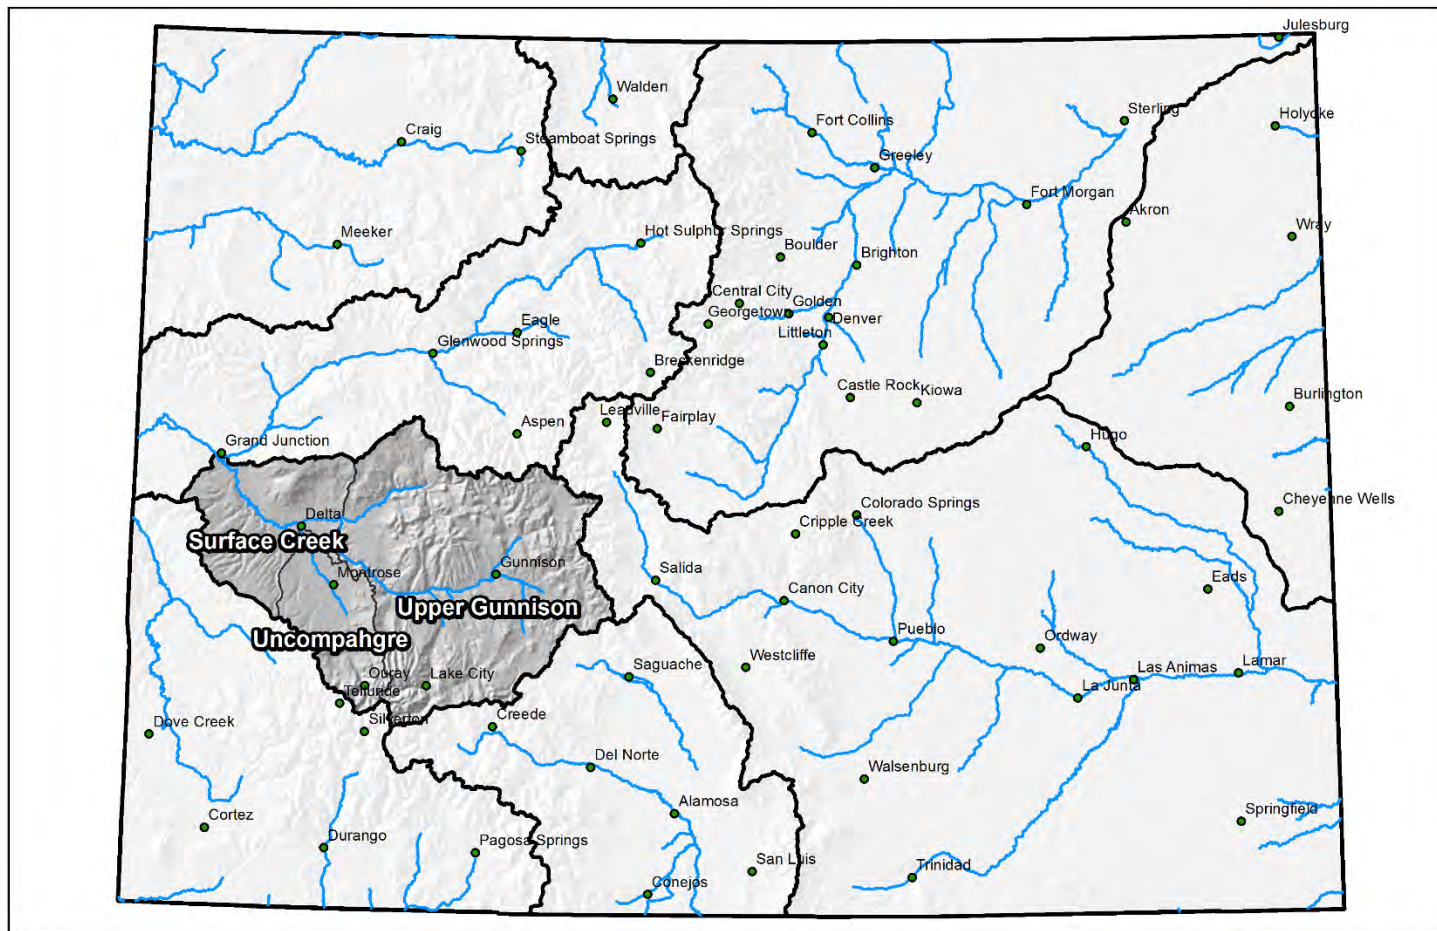 Julesburg
Walden
Sterling
Holyoke
Fort Collins
Craig
Steamboat Springs
Greeley
Fort Morgan
Akron
Wray
Meeker
Hot Sulphur Springs
Boulder
Brighton
Central City
Golden
Georgetown
Denver
Eagle
Littleton
Glenwood Springs
Breckenridge
Castle Rock
Kiowa
Burlington
Leadville
Fairplay
Aspen
Grand Junction
Hugo
Cheyenne Wells
Colorado Springs
Cripple Creek
Delta
Surface Creek
Gunnison
Montrose
Salida
Eads
Canon City
Upper Gunnison
Pueblo
Ordway
Uncompahgre
Westcliffe
Las Animas
Lamar
Saguache
Ouray
Lake City
La Junta
Telluride
Silverton
Creede
Dove Creek
Del Norte
Walsenburg
Alamosa
Springfield
Cortez
Durango
Pagosa Springs
San Luis
Trinidad
Conejos